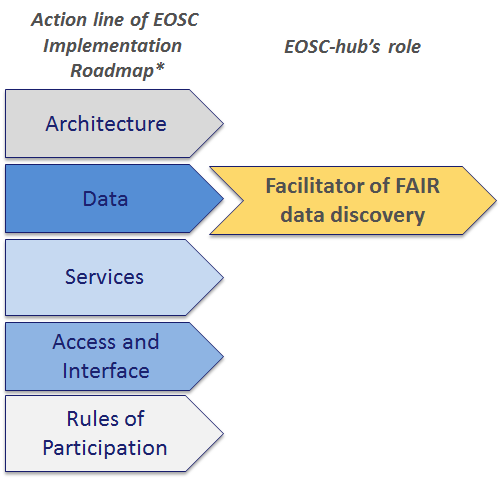 Action line of EOSC
Implementation
Roadmap*
EOSC-hub's role
Architecture
Data
Facilitator of FAIR
data discovery
Services
Access and
Interface
Rules of
Participation